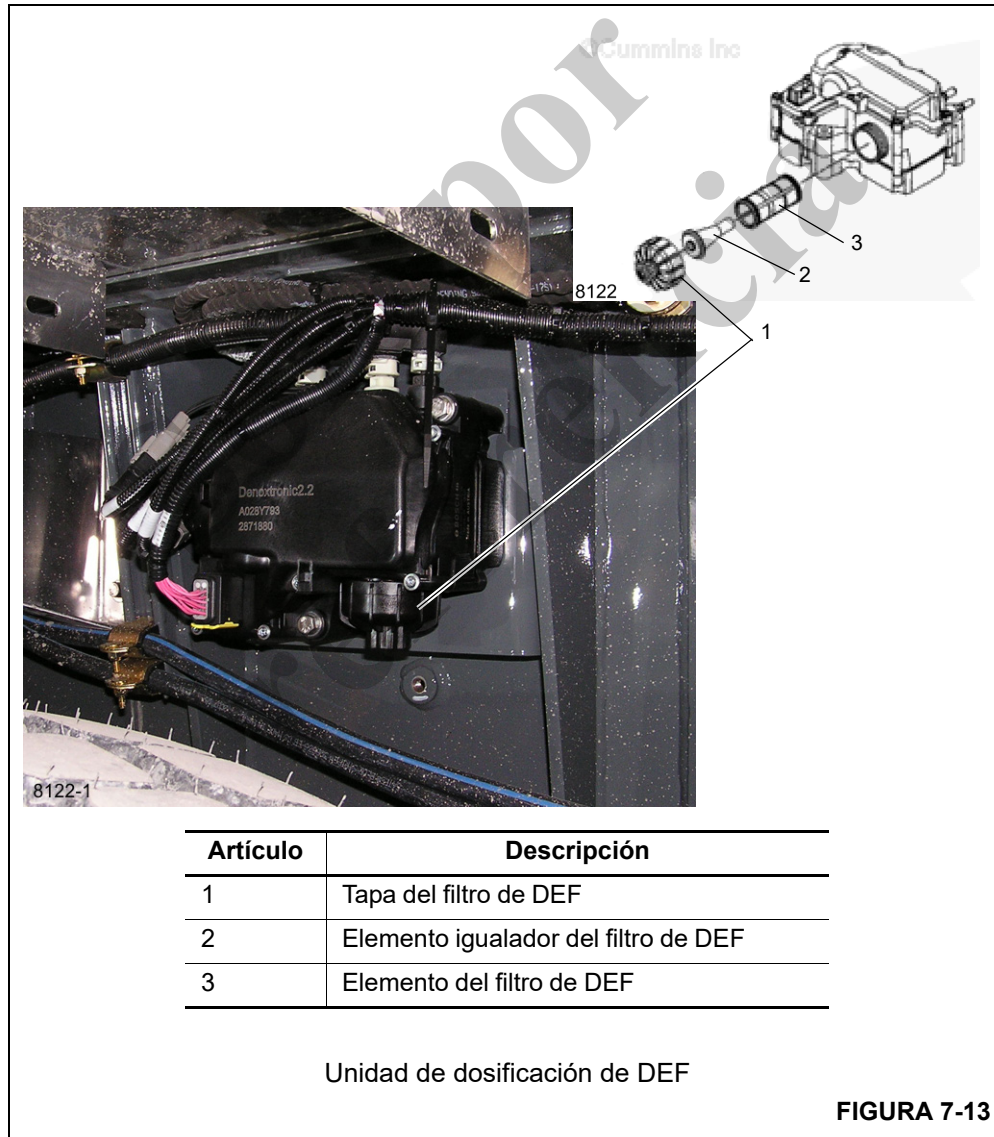 ©Cummins Inc
3
2
8122
1
Denoxtronic2.2
A028Y793
2871880
8122-1
Artículo Descripción
1 Tapa del filtro de DEF
2 Elemento igualador del filtro de DEF
3 Elemento del filtro de DEF
Unidad de dosificación de DEF
FIGURA 7-13